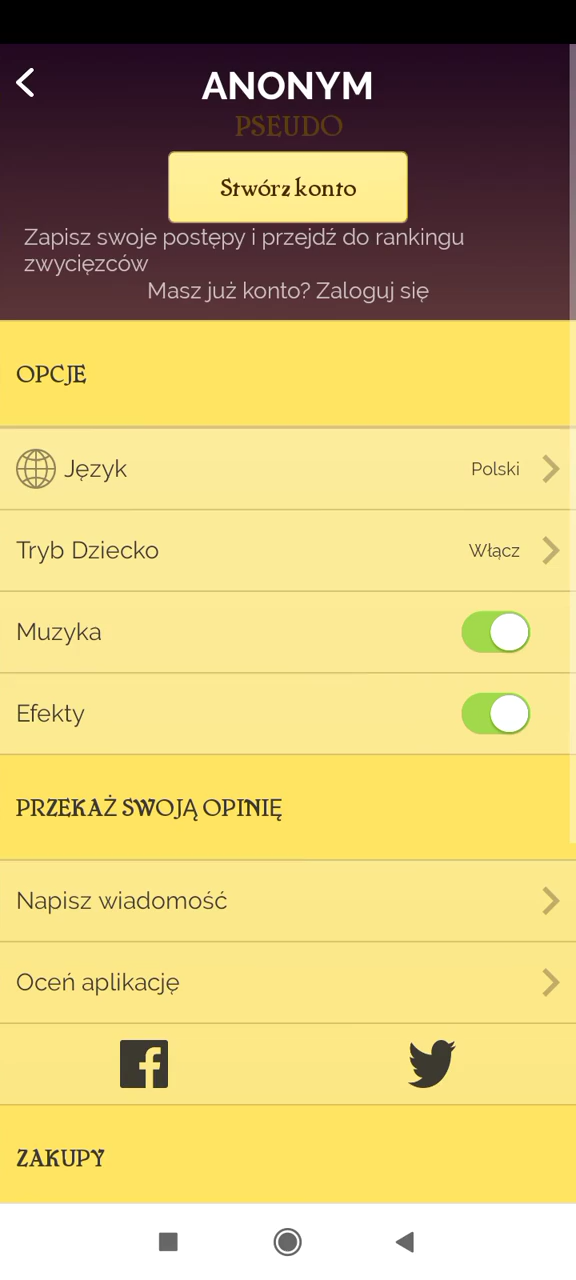 ANONYM
PSEUDO
Stwórz konto
Zapisz swoje postępy i przejdź do rankingu
zwycięzców
Masz już konto? Zaloguj się
OPCJE
Język Polski
Tryb Dziecko Włącz
Muzyka
Efekty
PRZEKAŻ SWOJĄ OPINIĘ
Napisz wiadomość
Oceń aplikację
ZAKUPY